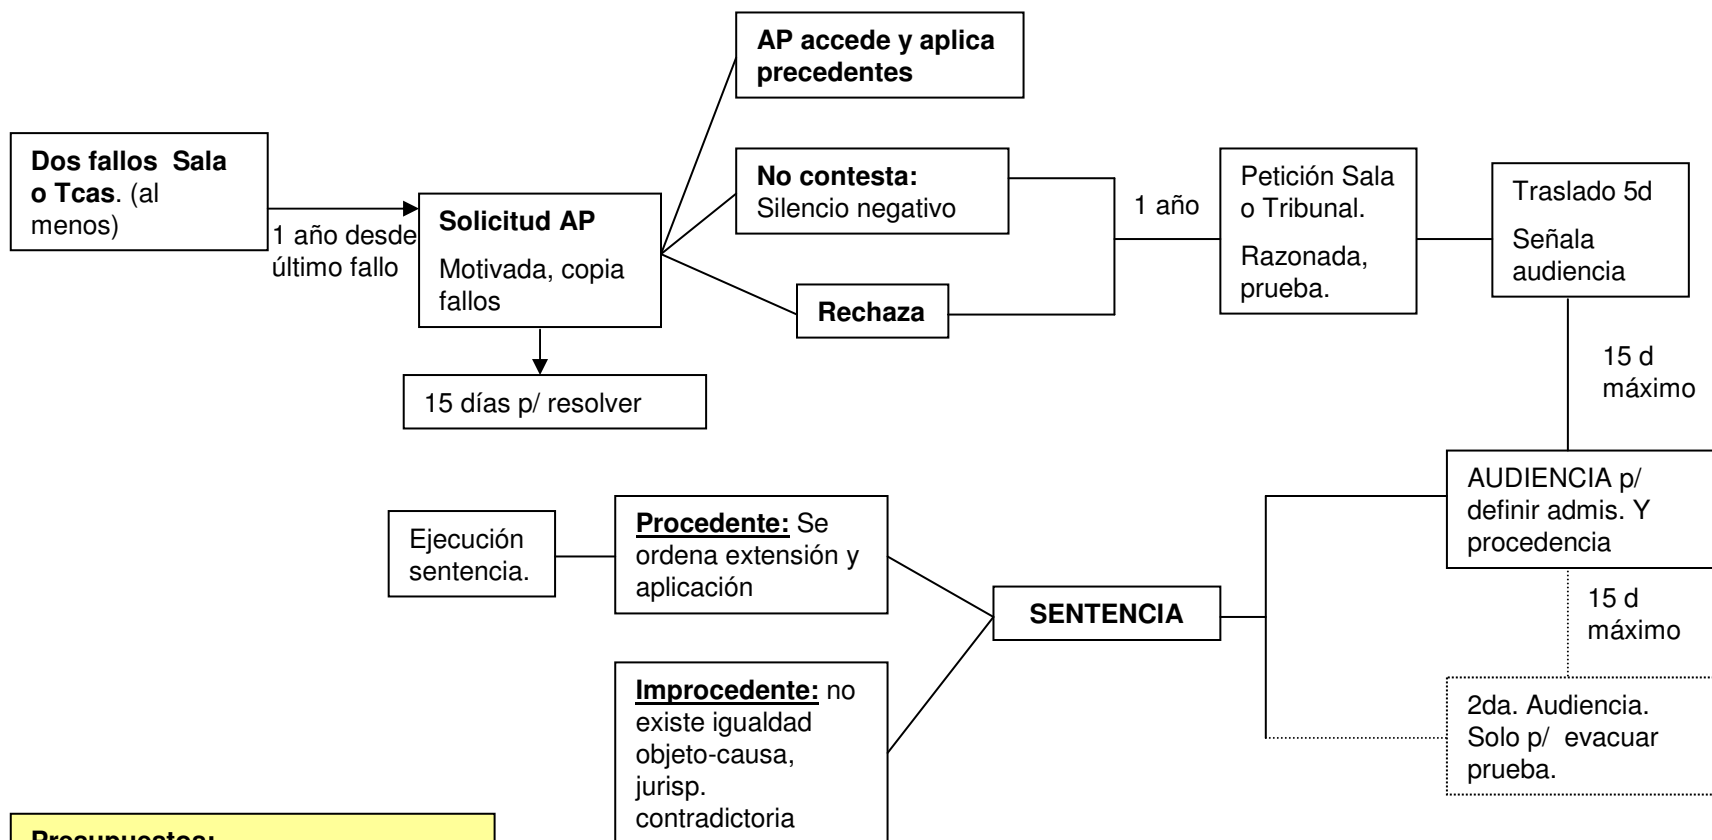 AP accede y aplica
precedentes
Dos fallos Sala
o Tcas. (al
menos)
1 año desde
último fallo
Solicitud AP
Motivada, copia
fallos
15 días p/ resolver
No contesta:
Silencio negativo
Rechaza
1 año
Petición Sala
o Tribunal.
Razonada,
prueba.
Traslado 5d
Señala
audiencia
15 d
máximo
AUDIENCIA p/
definir admis. Y
procedencia
15 d
máximo
2da. Audiencia.
Solo p/ evacuar
prueba.
SENTENCIA
Procedente: Se
ordena extensión y
aplicación
Ejecución
sentencia.
Improcedente: no
existe igualdad
objeto-causa,
jurisp.
contradictoria
Presupuestos: